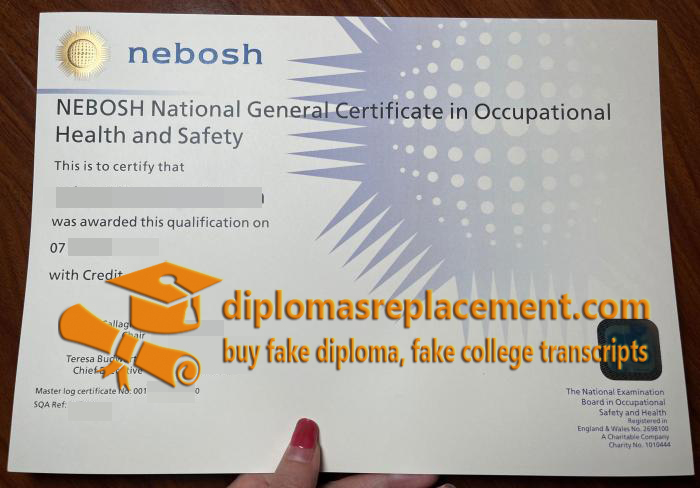 nebosh
NEBOSH National General Certificate in Occupational
Health and Safety
This is to certify that
was awarded this qualification on
07
with Credit
diplomasreplacement.com
buy fake diploma, fake college transcripts
Chair
Teresa
Chief
Master log certificate No: 001 0
SQA Ref:
The National Examination
Board in Occupational
Safety and Health
Registered in
England & Wales No. 2698100
A Charitable Company
Charity No. 1010444